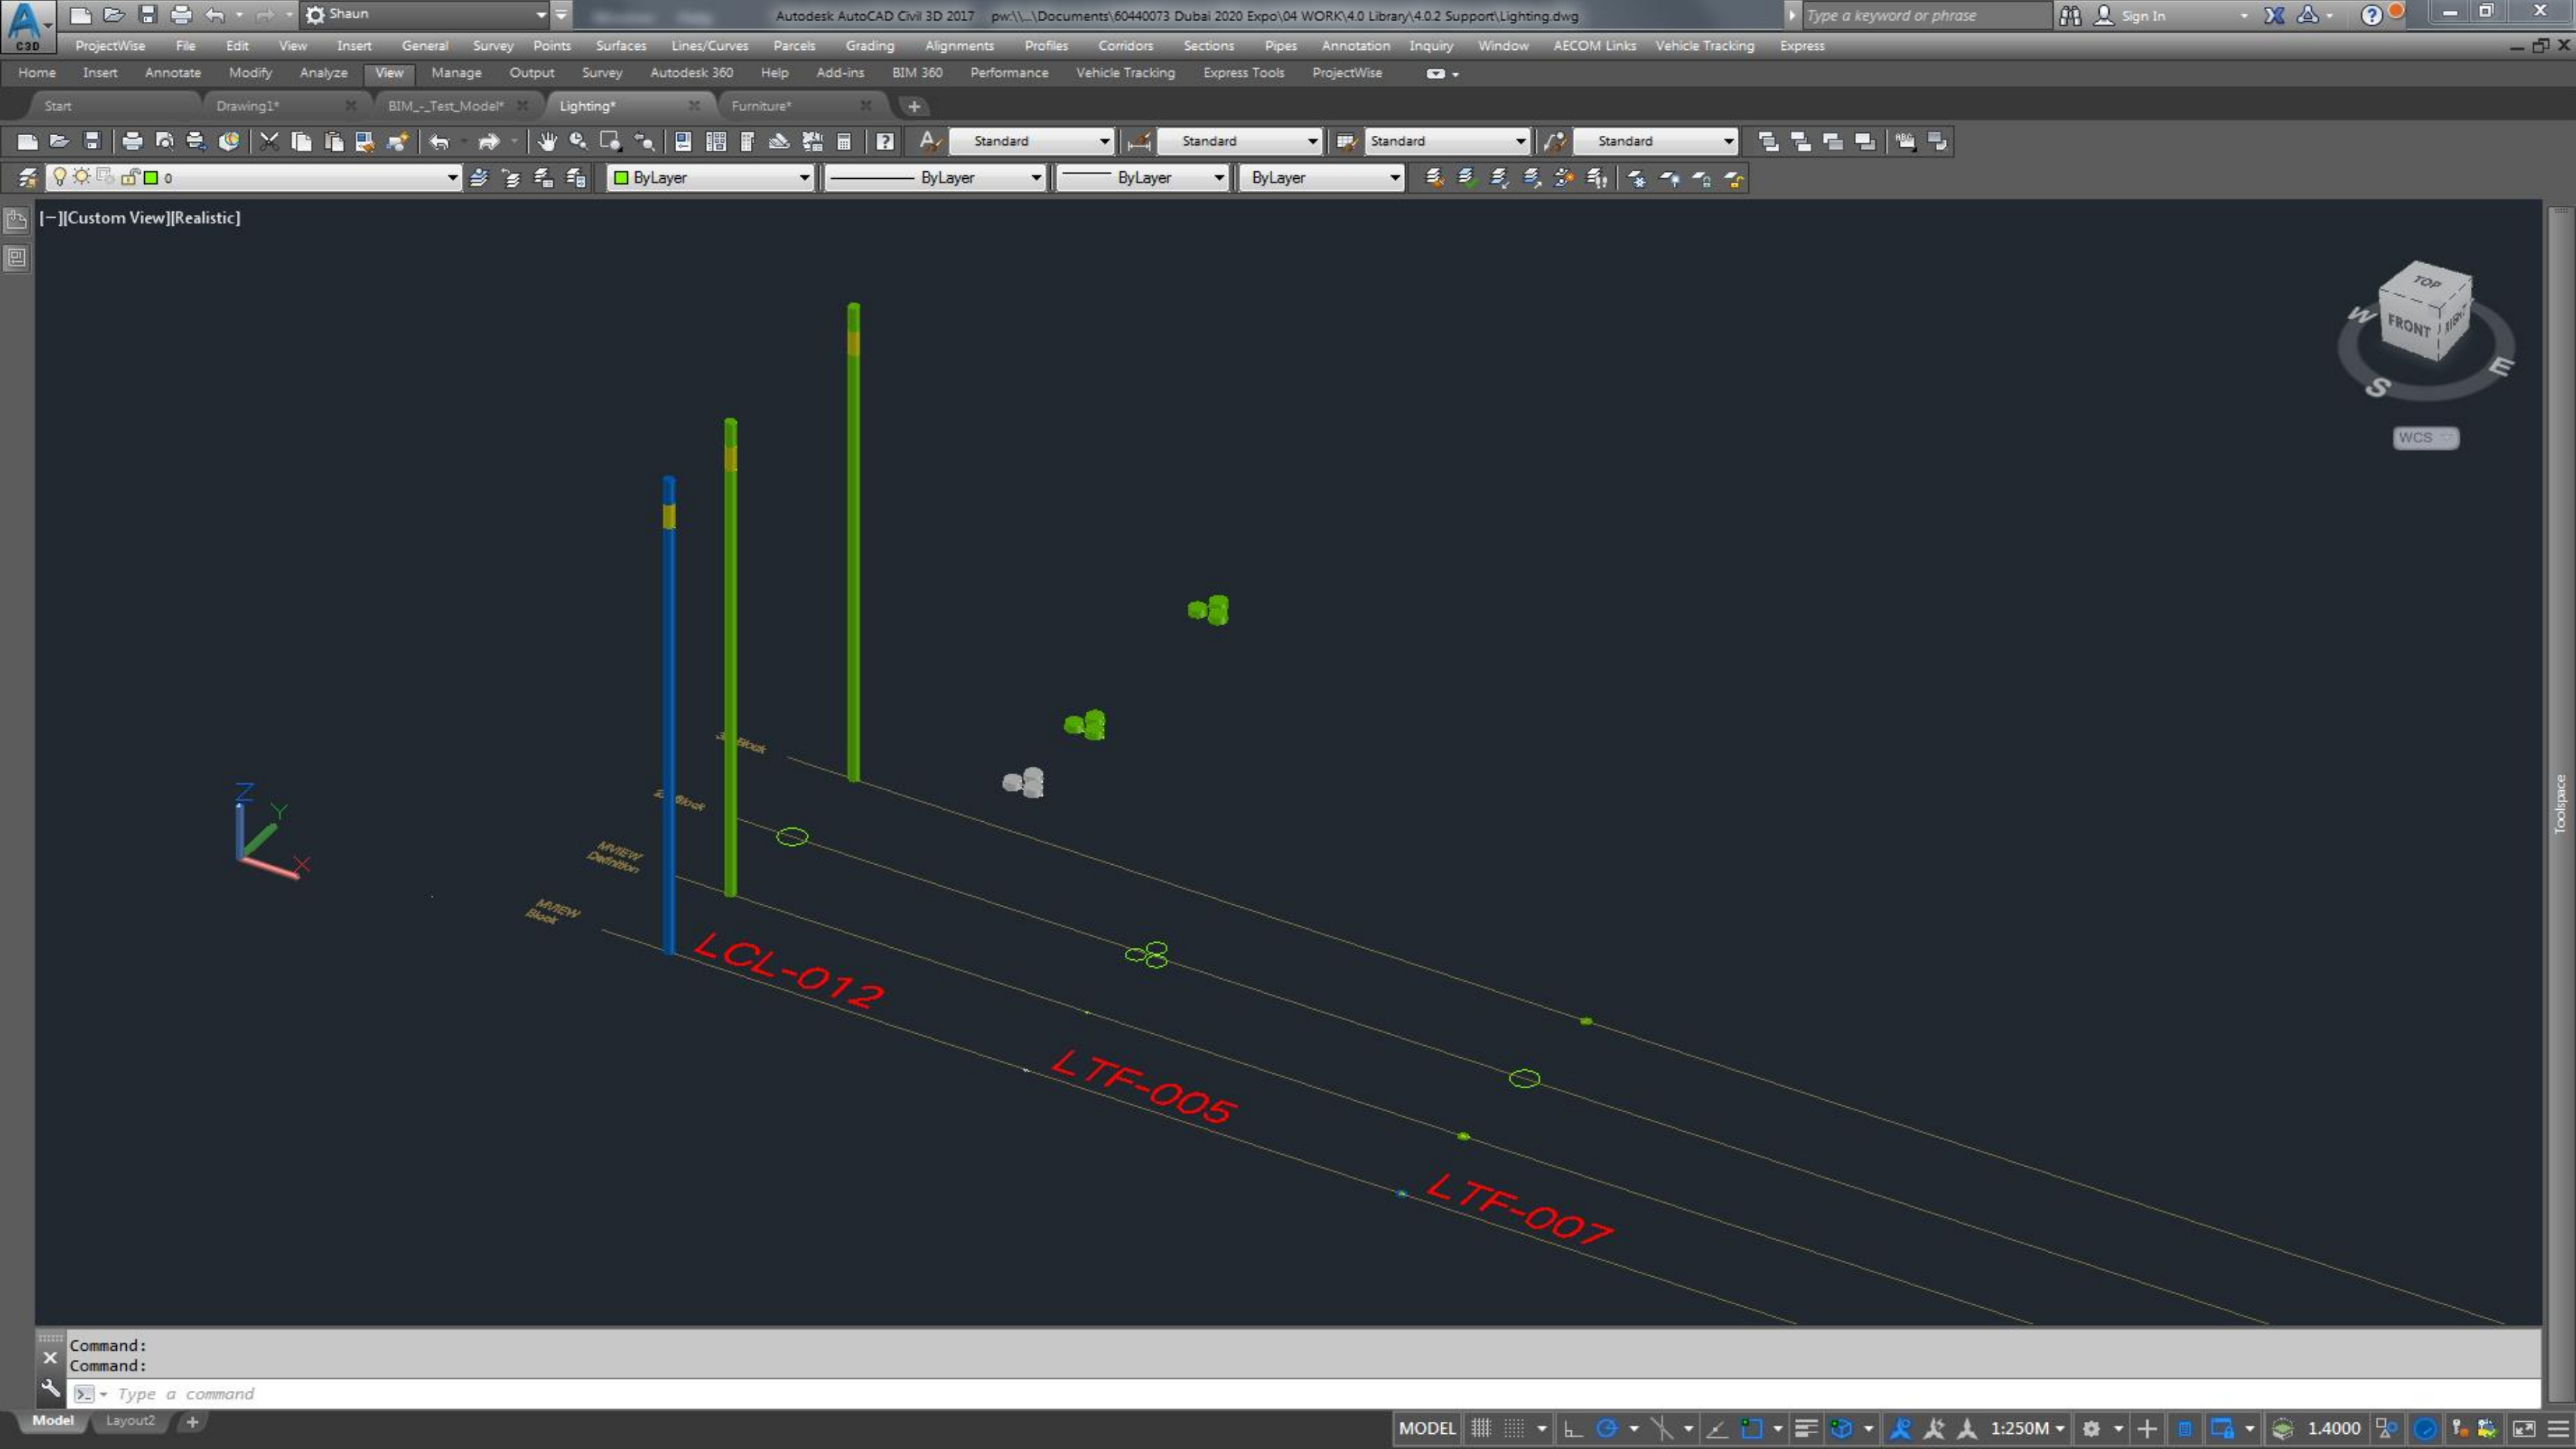 Shaun
Autodesk AutoCAD Civil 3D 2017 pw:\\...\Documents\60440073 Dubai 2020 Expo\04 WORK\4.0 Library\4.0.2 Support\Lighting.dwg
Type a keyword or phrase
Sign In
C3D
ProjectWise File Edit View Insert General Survey Points Surfaces Lines/Curves Parcels Grading Alignments Profiles Corridors Sections Pipes Annotation Inquiry Window AECOM Links Vehicle Tracking Express
Home Insert Annotate Modify Analyze View Manage Output Survey Autodesk 360 Help Add-ins BIM 360 Performance Vehicle Tracking Express Tools ProjectWise
Start Drawing1* BIM_-_Test_Model* Lighting* Furniture*
Standard Standard Standard Standard
0 ByLayer ByLayer ByLayer ByLayer
[−][Custom View][Realistic]
TOP
FRONT
RIGHT
W
S
E
WCS
Block
Block
MVIEW
Definition
MVIEW
Block
Z
Y
X
LCL-012
LTF-005
LTF-007
Toolspace
Command:
Command:
Type a command
Model Layout2
MODEL 1:250M 1.4000